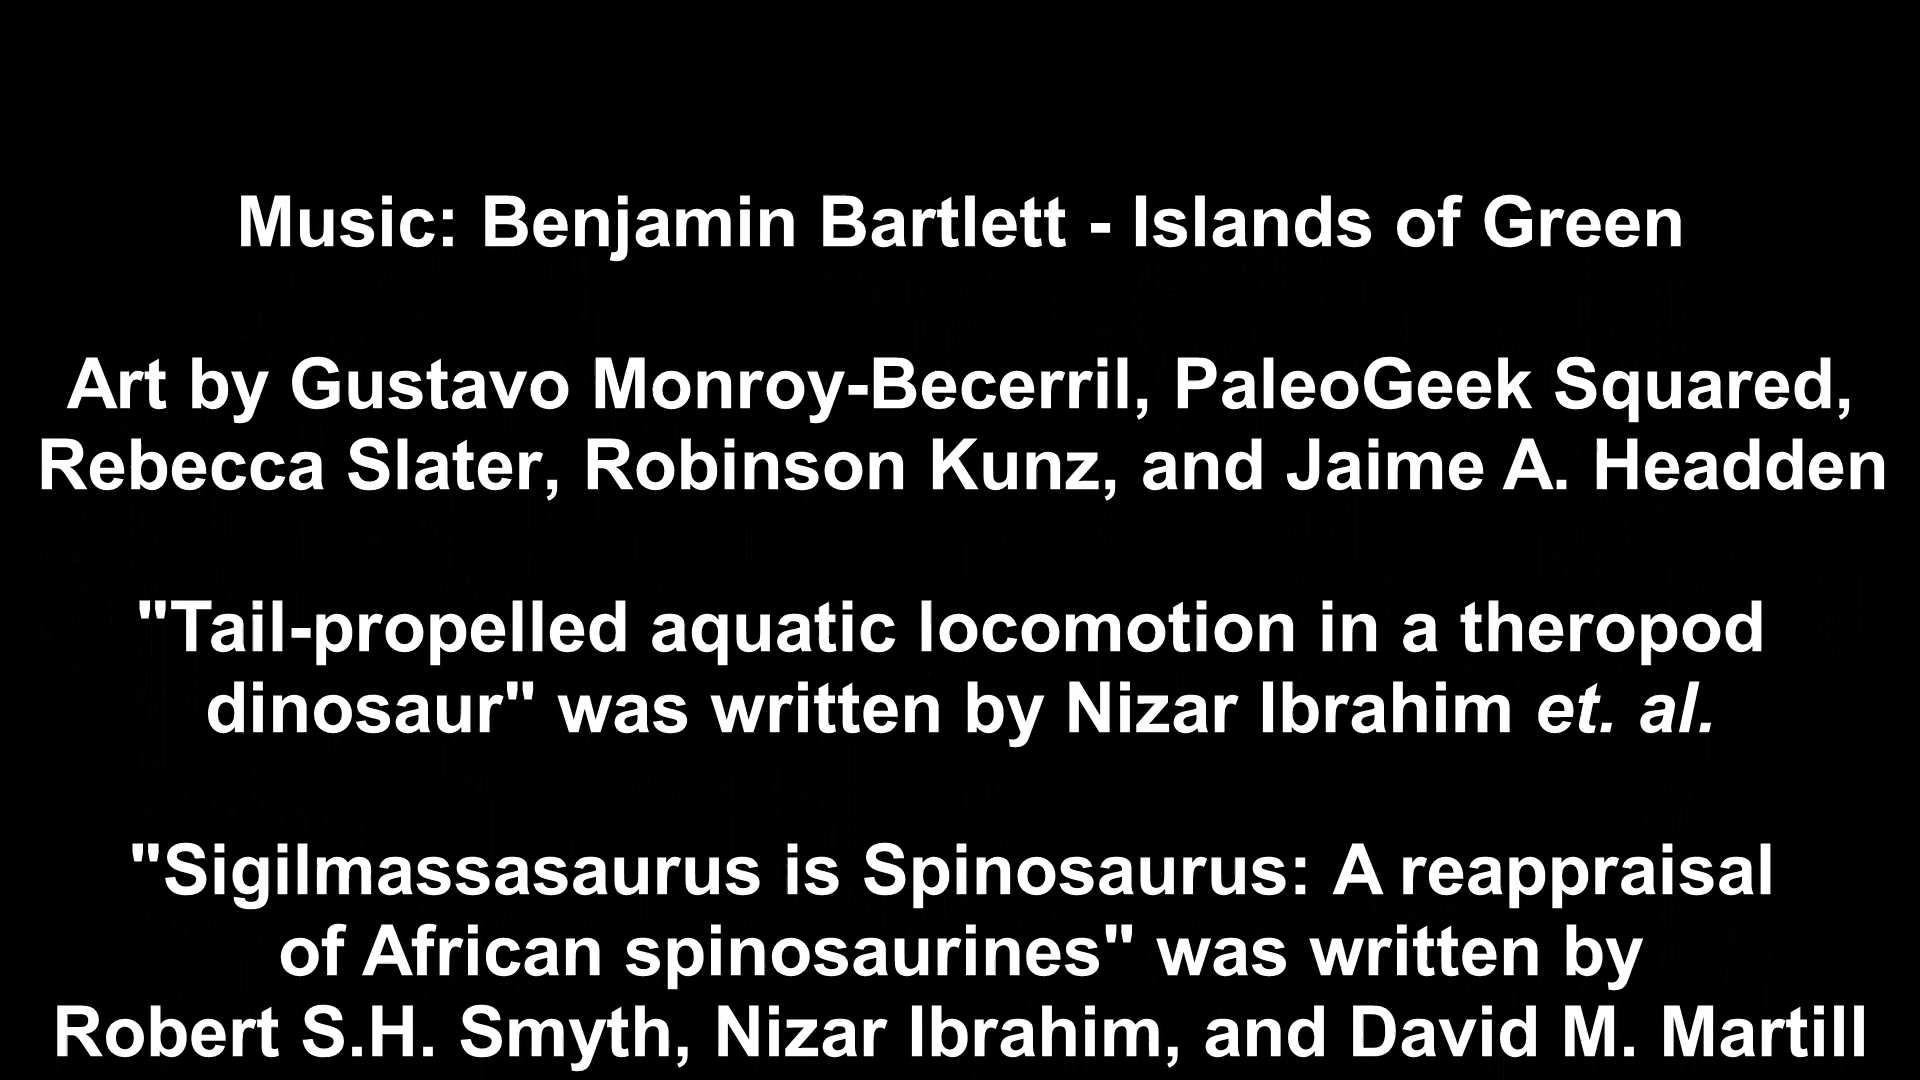 Music: Benjamin Bartlett - Islands of Green
Art by Gustavo Monroy-Becerril, PaleoGeek Squared,
Rebecca Slater, Robinson Kunz, and Jaime A. Headden
"Tail-propelled aquatic locomotion in a theropod
dinosaur" was written by Nizar Ibrahim et. al.
"Sigilmassasaurus is Spinosaurus: A reappraisal
of African spinosaurines" was written by
Robert S.H. Smyth, Nizar Ibrahim, and David M. Martill